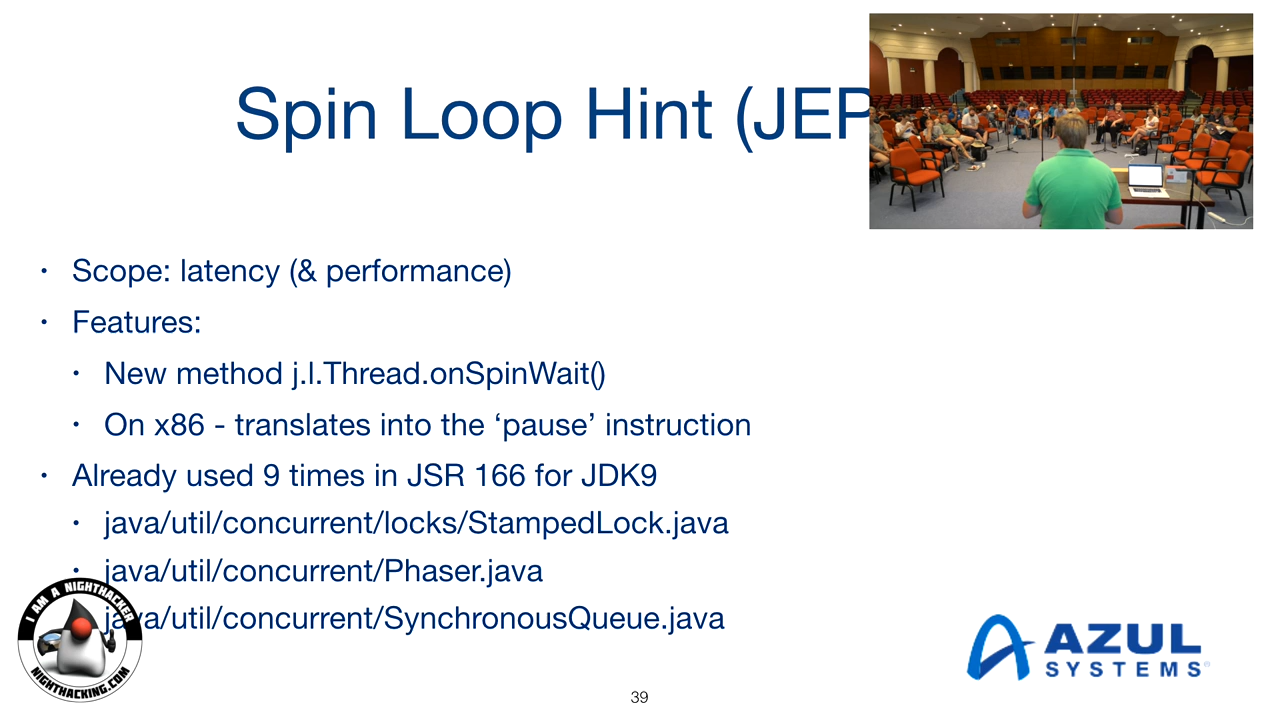 Spin Loop Hint (JEP
• Scope: latency (& performance)
• Features:
• New method j.l.Thread.onSpinWait()
• On x86 - translates into the ‘pause’ instruction
• Already used 9 times in JSR 166 for JDK9
• java/util/concurrent/locks/StampedLock.java
• java/util/concurrent/Phaser.java
java/util/concurrent/SynchronousQueue.java
I AM A NIGHTHACKER
NIGHTHACKING.COM
AZUL
SYSTEMS
39